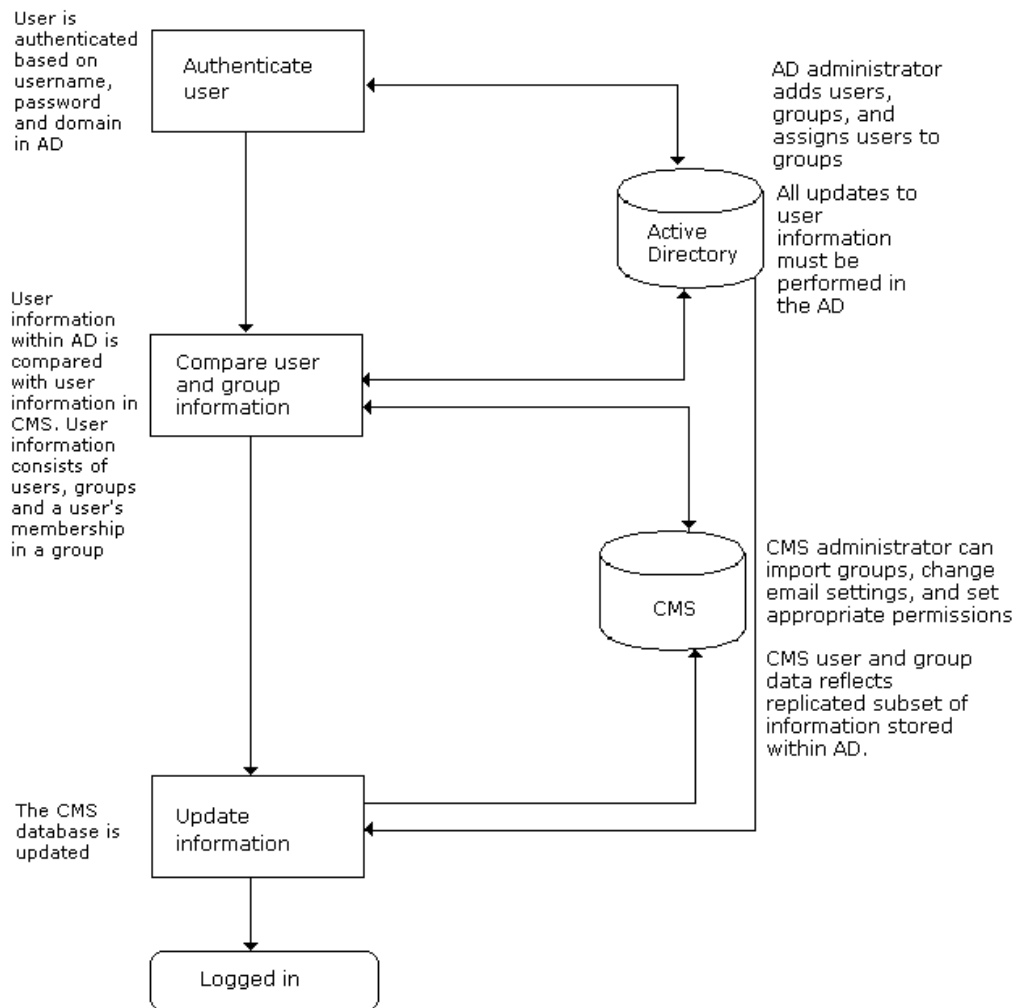 User is
authenticated
based on
username,
password
and domain
in AD
Authenticate
user
AD administrator
adds users,
groups, and
assigns users to
groups
Active
Directory
All updates to
user
information
must be
performed in
the AD
User
information
within AD is
compared
with user
information in
CMS. User
information
consists of
users, groups
and a user's
membership
in a group
Compare user
and group
information
CMS
CMS administrator can
import groups, change
email settings, and set
appropriate permissions
CMS user and group
data reflects
replicated subset of
information stored
within AD.
The CMS
database is
updated
Update
information
Logged in